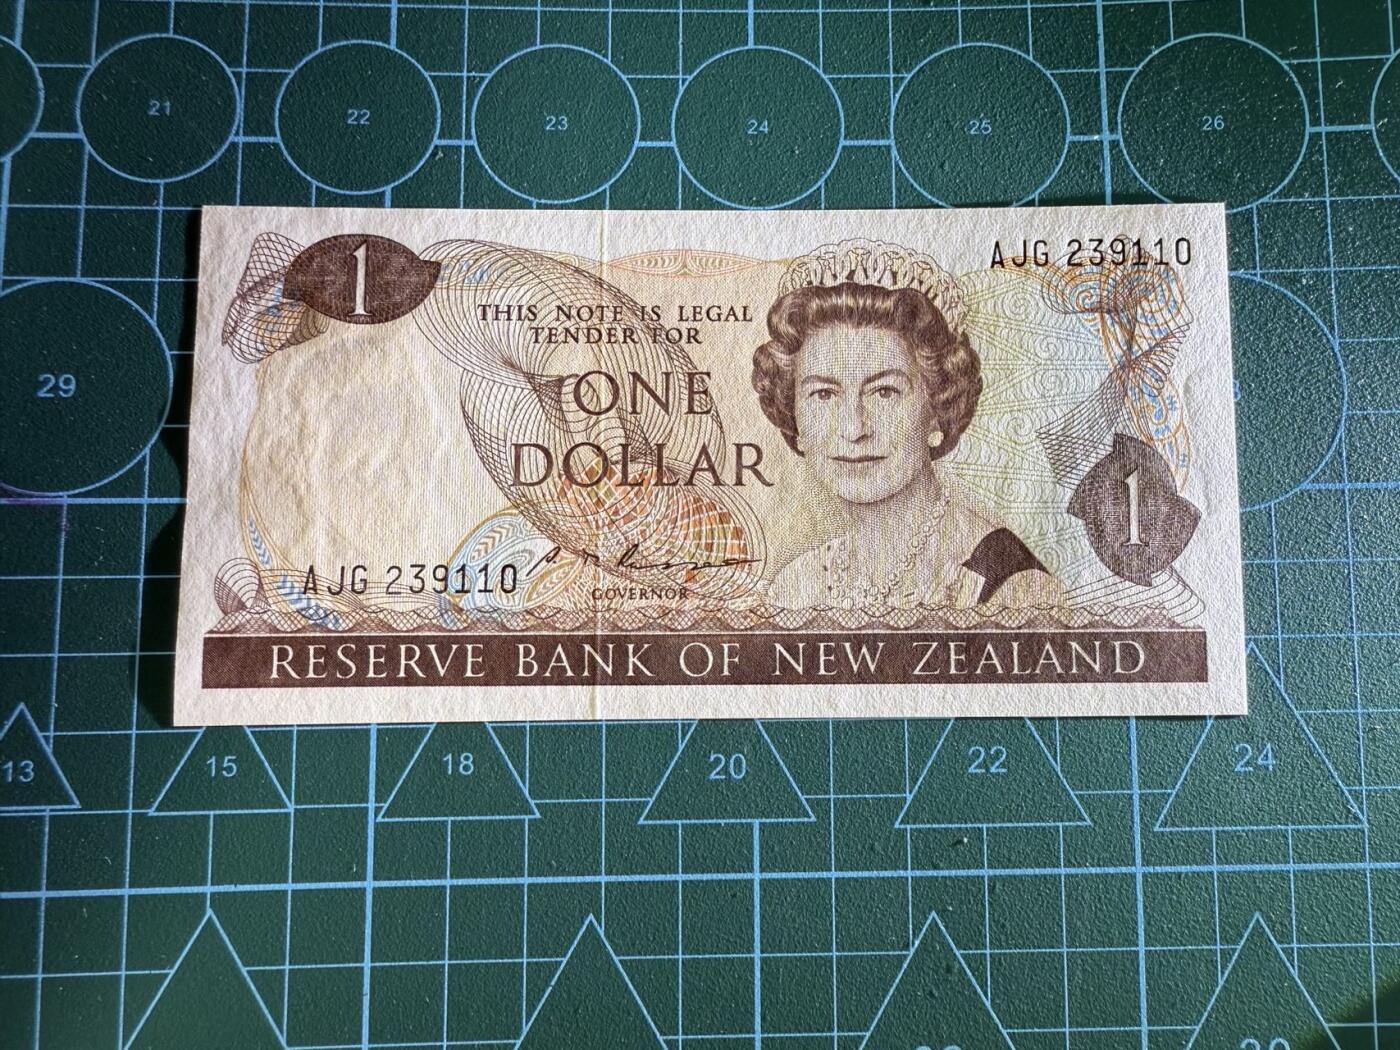 21 22 23 24 25 26
1
AJG 239110
THIS NOTE IS LEGAL
TENDER FOR
ONE
DOLLAR
29
1
AJG 239110
GOVERNOR
RESERVE BANK OF NEW ZEALAND
13 15 18 20 22 24